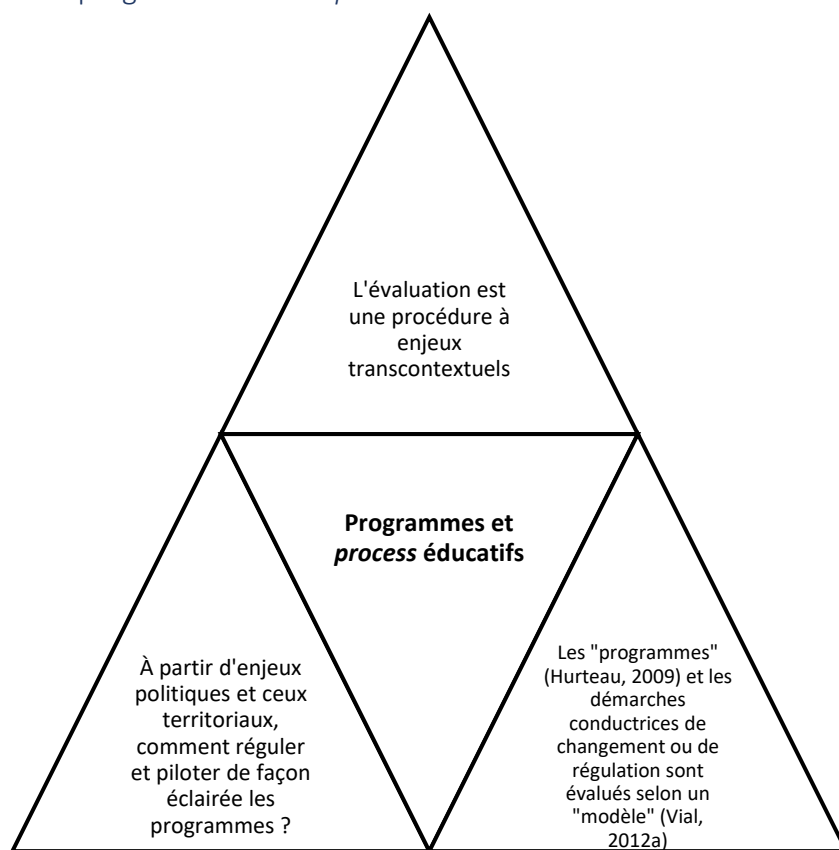 L'évaluation est
une procédure à
enjeux
transcontextuels
Programmes et
process éducatifs
À partir d'enjeux
politiques et ceux
territoriaux,
comment réguler
et piloter de façon
éclairée les
programmes ?
Les "programmes"
(Hurteau, 2009) et les
démarches
conductrices de
changement ou de
régulation sont
évalués selon un
"modèle" (Vial,
2012a)